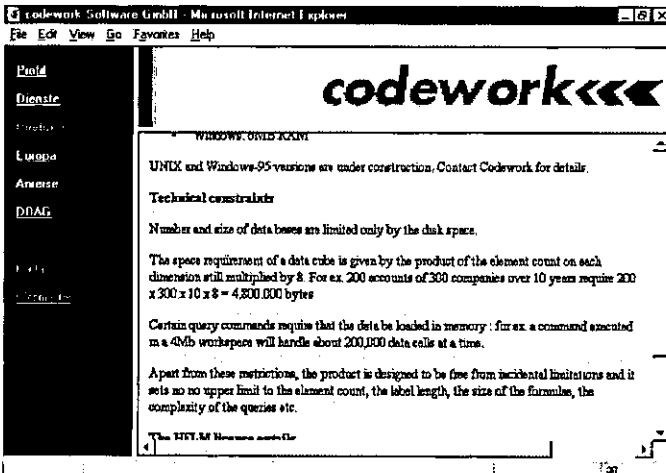 codework Software GmbH - Microsoft Internet Explorer
File Edit View Go Favorites Help
Profil
Dienste
Europa
Anreise
DDAG
codework
Windows: 8MB RAM
UNIX and Windows-95 versions are under construction, Contact Codework for details.
Technical constraints
Number and size of data bases are limited only by the disk space.
The space requirement of a data cube is given by the product of the element count on each
dimension still multiplied by 8. For ex. 200 accounts of 300 companies over 10 years require 200
x 300 x 10 x 8 = 4,800.000 bytes
Certain query commands require that the data be loaded in memory : for ex. a command executed
in a 4Mb workspace will handle about 200,000 data cells at a time.
Apart from these restrictions, the product is designed to be free from incidental limitations and it
sets no no upper limit to the element count, the label length, the size of the formulas, the
complexity of the queries etc.
The HELM licence